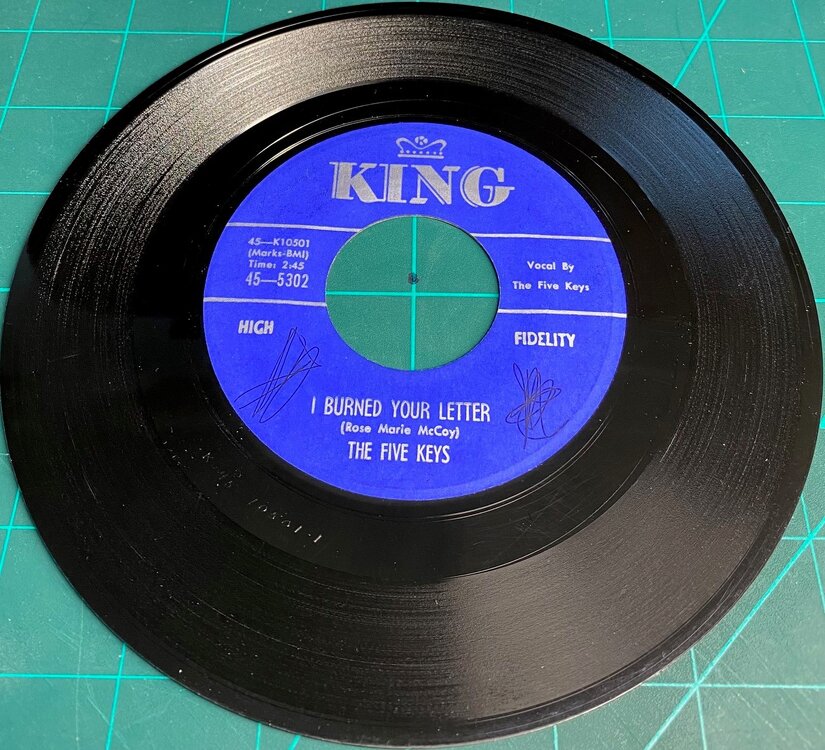 KING
45—K10501
(Marks-BMI)
Time: 2:45
45—5302
Vocal By
The Five Keys
HIGH
FIDELITY
I BURNED YOUR LETTER
(Rose Marie McCoy)
THE FIVE KEYS